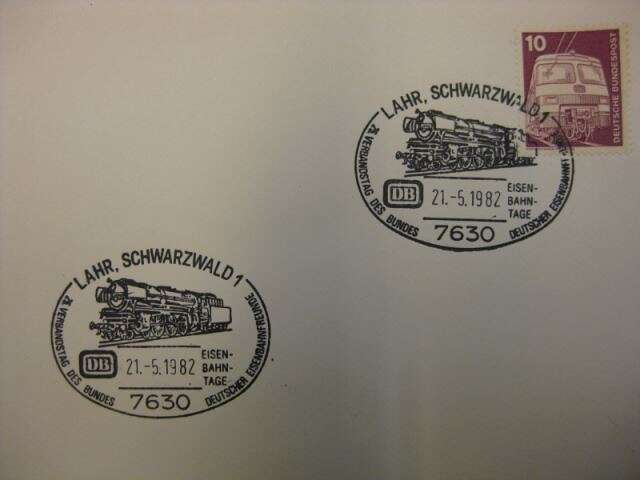 10
DEUTSCHE BUNDESPOST
LAHR, SCHWARZWALD 1
VERBANDSTAG DES BUNDES DEUTSCHER
DB
21.-5.1982
EISEN-
BAHN-
TAGE
7630
LAHR, SCHWARZWALD 1
VERBANDSTAG DES BUNDES DEUTSCHER EISENBAHNFREUNDE
DB
21.-5.1982
EISEN-
BAHN-
TAGE
7630